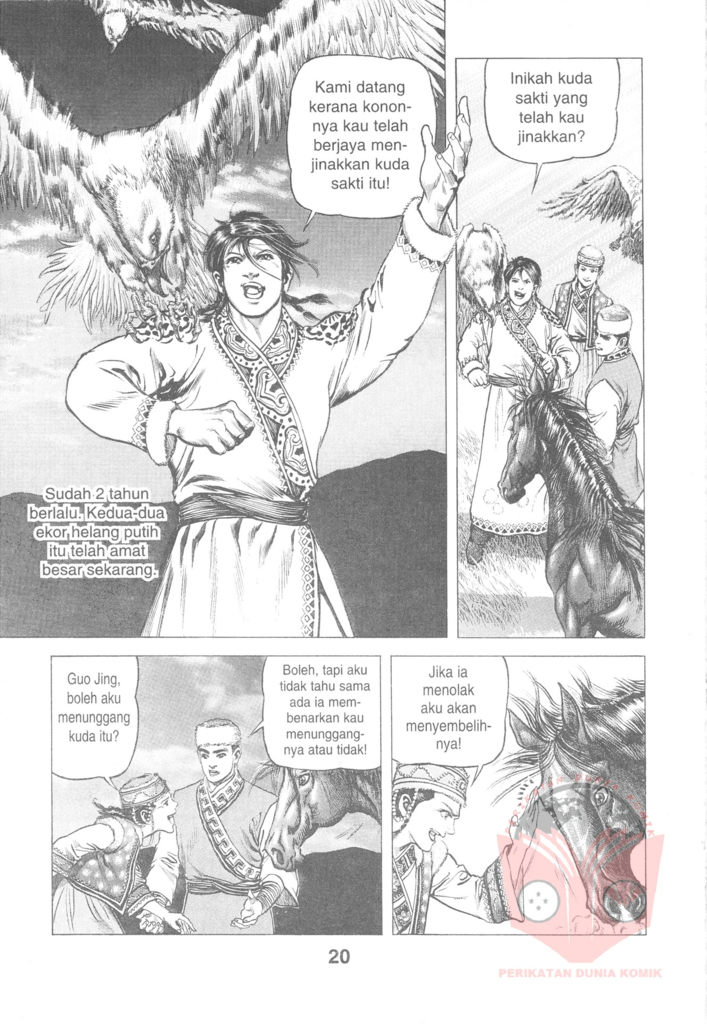 Kami datang
kerana konon-
nya kau telah
berjaya men-
jinakkan kuda
sakti itu!
Inikah kuda
sakti yang
telah kau
jinakkan?
Sudah 2 tahun
berlalu. Kedua-dua
ekor helang putih
itu telah amat
besar sekarang.
Guo Jing,
boleh aku
menunggang
kuda itu?
Boleh, tapi aku
tidak tahu sama
ada ia mem-
benarkan kau
menunggang-
nya atau tidak!
Jika ia
menolak
aku akan
menyembelih-
nya!
20
PERIKATAN DUNIA KOMIK